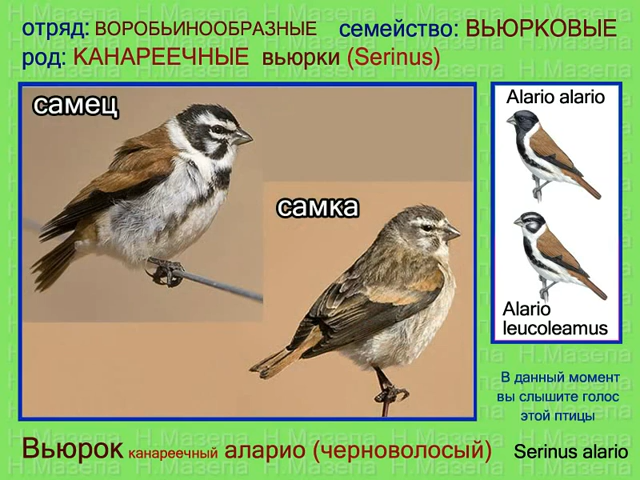 отряд: ВОРОБЬИНООБРАЗНЫЕ семейство: ВЬЮРКОВЫЕ
род: КАНАРЕЕЧНЫЕ вьюрки (Serinus)
самец
самка
Alario alario
Alario
leucoleamus
В данный момент
вы слышите голос
этой птицы
Вьюрок канареечный аларио (черноволосый) Serinus alario
Н.Мазепа